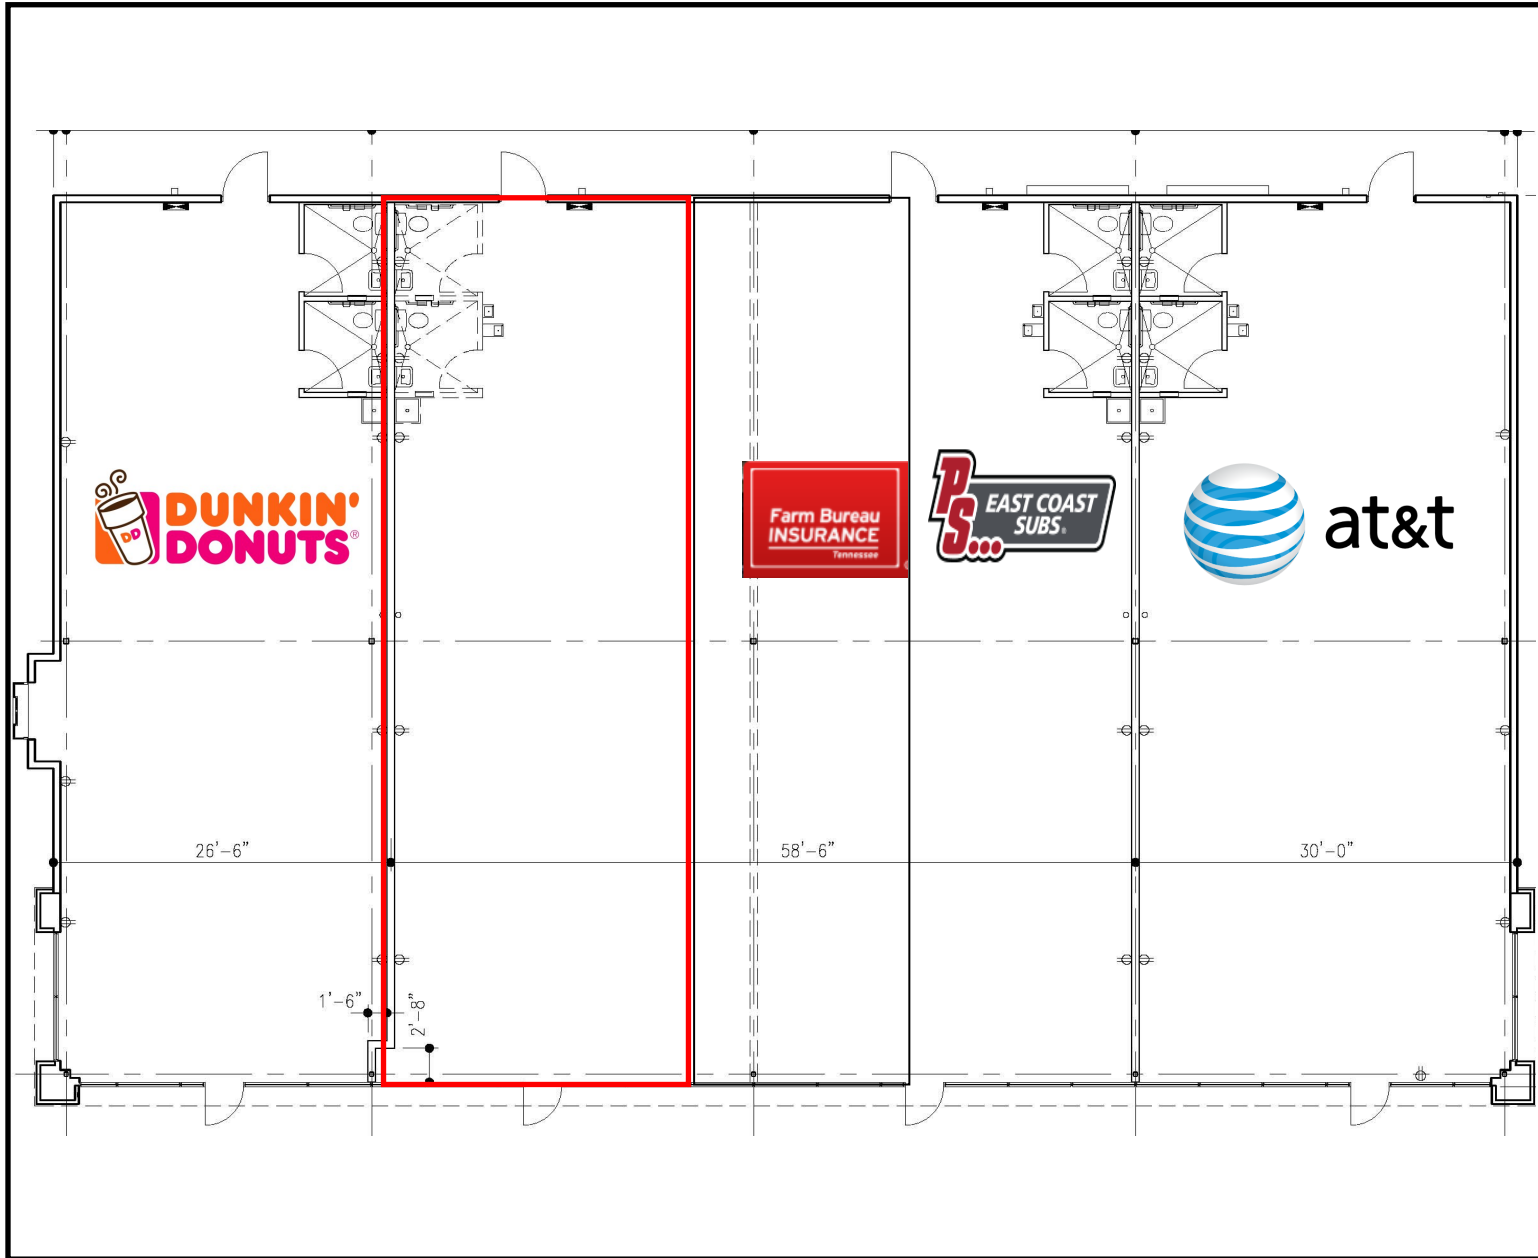 DUNKIN'
DONUTS®
DD
Farm Bureau
INSURANCE
Tennessee
PS...
EAST COAST
SUBS®
at&t
26'-6"
58'-6"
30'-0"
1'-6"
2'-8"